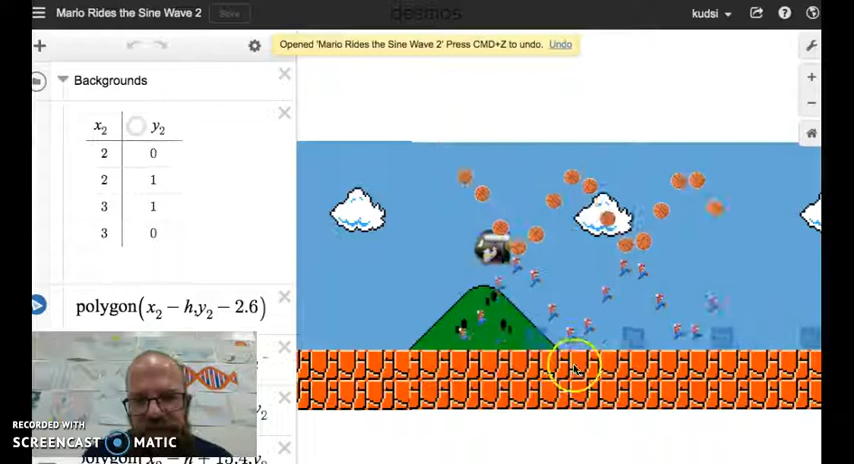 Mario Rides the Sine Wave 2
Save
desmos
kudsi
Opened 'Mario Rides the Sine Wave 2' Press CMD+Z to undo. Undo
Backgrounds
x₂ y₂
2 0
2 1
3 1
3 0
polygon(x₂ − h,y₂ − 2.6)
RECORDED WITH
SCREENCAST MATIC